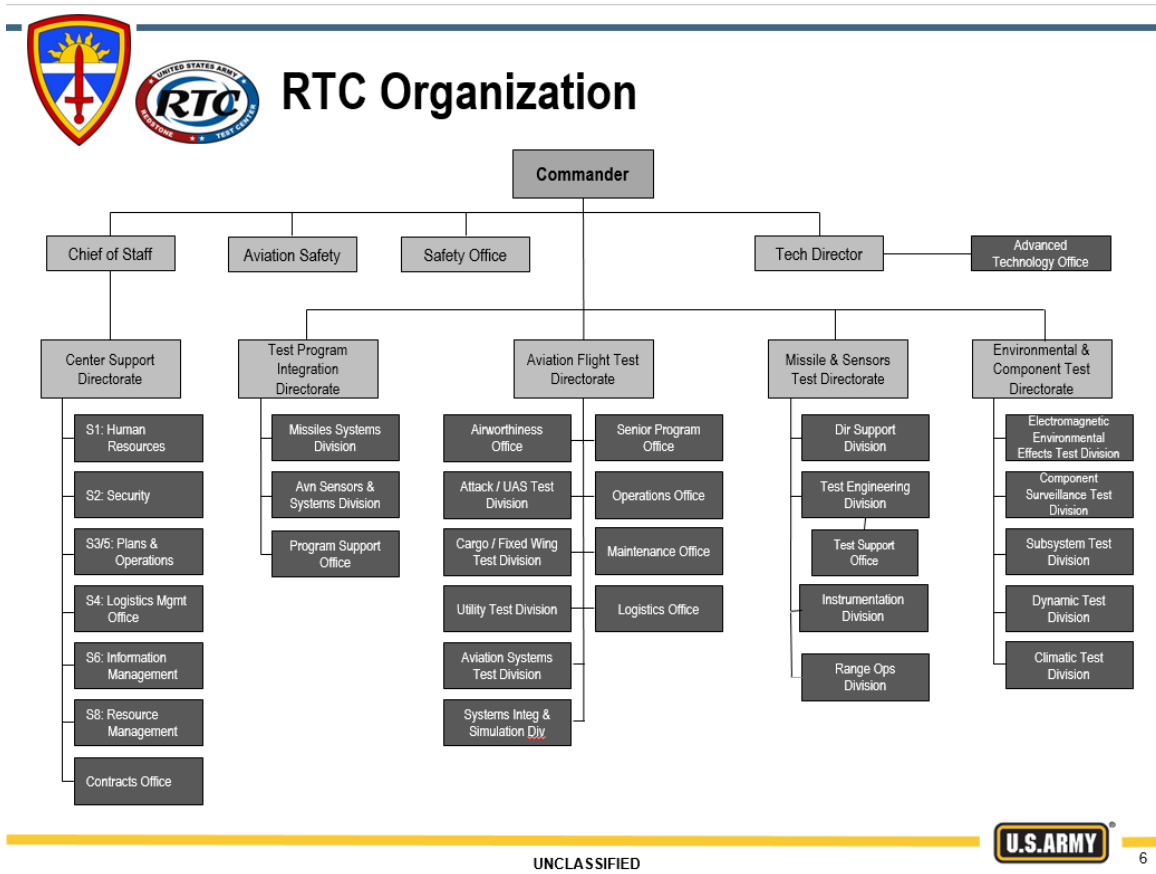 UNITED STATES ARMY
RTC
REDSTONE TEST CENTER
RTC Organization
Commander
Chief of Staff
Aviation Safety
Safety Office
Tech Director
Advanced
Technology Office
Center Support
Directorate
Test Program
Integration
Directorate
Aviation Flight Test
Directorate
Missile & Sensors
Test Directorate
Environmental &
Component Test
Directorate
S1: Human
Resources
S2: Security
S3/5: Plans &
Operations
S4: Logistics Mgmt
Office
S6: Information
Management
S8: Resource
Management
Contracts Office
Missiles Systems
Division
Avn Sensors &
Systems Division
Program Support
Office
Airworthiness
Office
Attack / UAS Test
Division
Cargo / Fixed Wing
Test Division
Utility Test Division
Aviation Systems
Test Division
Systems Integ &
Simulation Div
Senior Program
Office
Operations Office
Maintenance Office
Logistics Office
Dir Support
Division
Test Engineering
Division
Test Support
Office
Instrumentation
Division
Range Ops
Division
Electromagnetic
Environmental
Effects Test Division
Component
Surveillance Test
Division
Subsystem Test
Division
Dynamic Test
Division
Climatic Test
Division
U.S.ARMY
®
UNCLASSIFIED
6